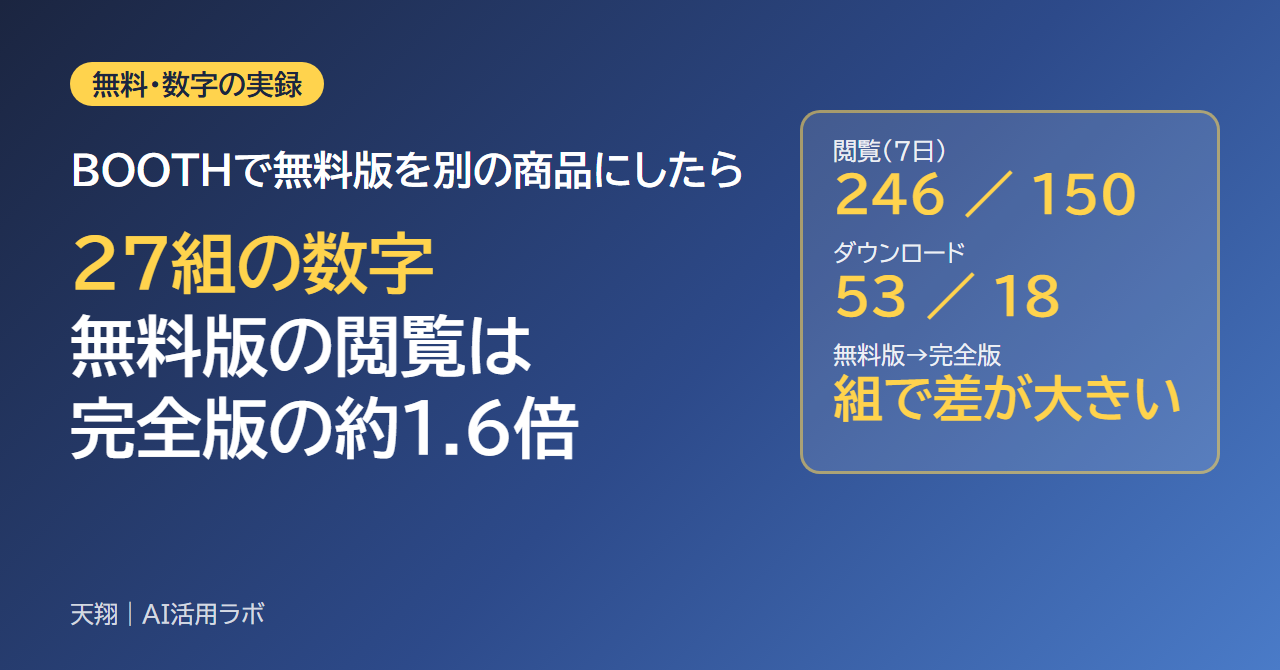 無料・数字の実録
BOOTHで無料版を別の商品にしたら
27組の数字
無料版の閲覧は
完全版の約1.6倍
閲覧（7日）
246 ／ 150
ダウンロード
53 ／ 18
無料版→完全版
組で差が大きい
天翔｜AI活用ラボ